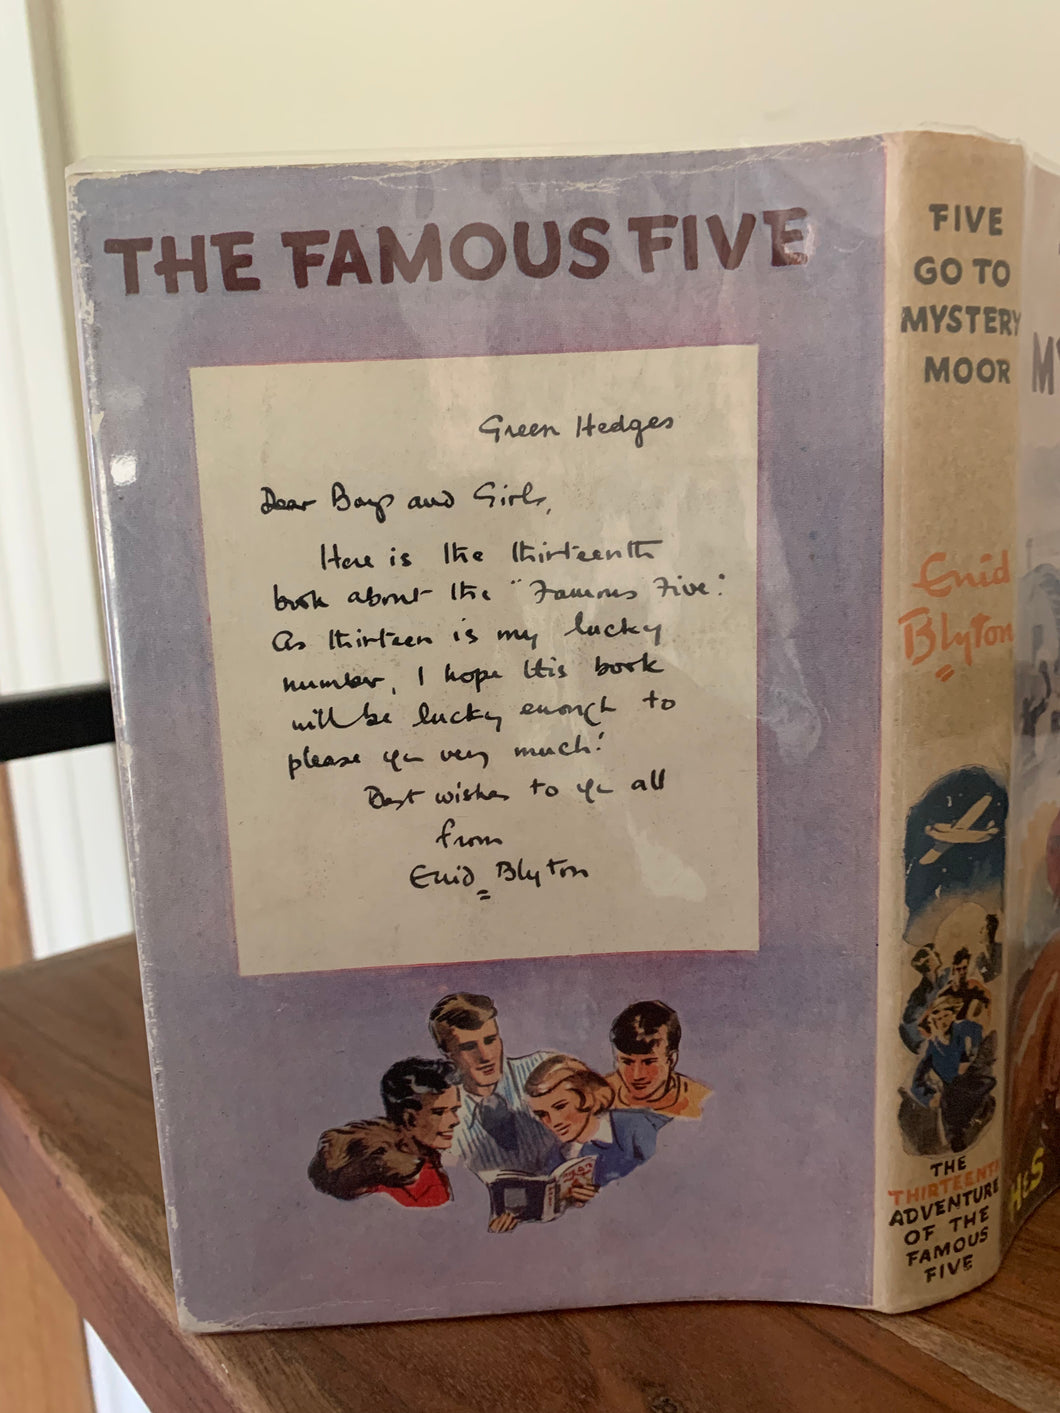 THE FAMOUS FIVE
Green Hedges
Dear Boys and Girls,
Here is the thirteenth
book about the "Famous Five".
As thirteen is my lucky
number, I hope this book
will be lucky enough to
please you very much!
Best wishes to you all
from
Enid Blyton
FIVE
GO TO
MYSTERY
MOOR
Enid
Blyton
THE
THIRTEENTH
ADVENTURE
OF THE
FAMOUS
FIVE